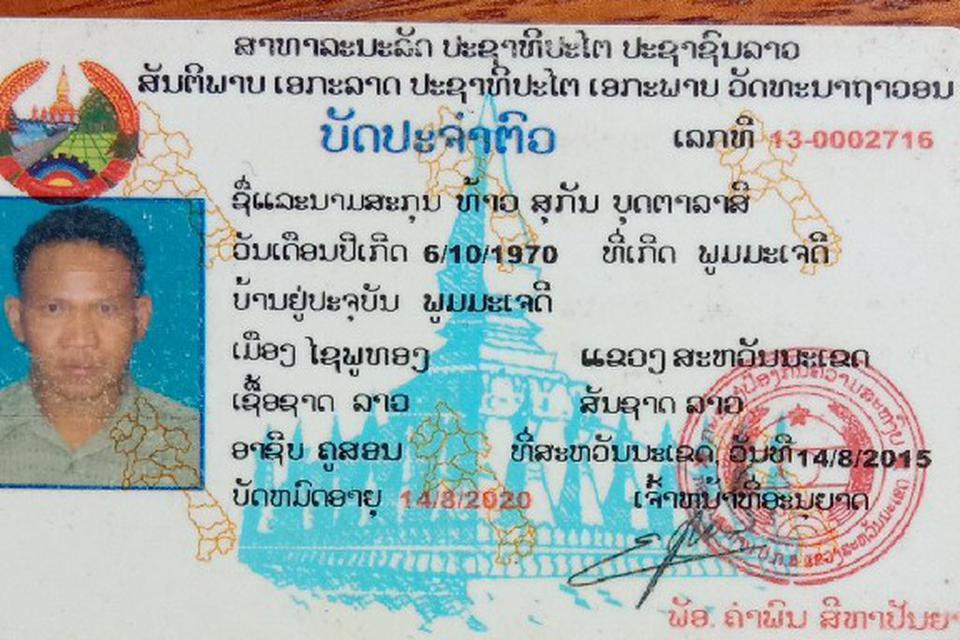 ສາທາລະນະລັດ ປະຊາທິປະໄຕ ປະຊາຊົນລາວ
ສັນຕິພາບ ເອກະລາດ ປະຊາທິປະໄຕ ເອກະພາບ ວັດທະນາຖາວອນ
ບັດປະຈຳຕົວ ເລກທີ 13-0002716
ຊື່ແລະນາມສະກຸນ ທ້າວ ສຸກັນ ບຸດຕາລາສີ
ວັນເດືອນປີເກີດ 6/10/1970 ທີ່ເກີດ ພູມມະເຈດີ
ບ້ານຢູ່ປະຈຸບັນ ພູມມະເຈດີ
ເມືອງ ໄຊພູທອງ ແຂວງ ສະຫວັນນະເຂດ
ເຊື້ອຊາດ ລາວ ສັນຊາດ ລາວ
ອາຊີບ ຄູສອນ ທີ່ສະຫວັນນະເຂດ, ວັນທີ 14/8/2015
ບັດຫມົດອາຍຸ 14/8/2020 ເຈົ້າຫນ້າທີ່ອະນຸຍາດ
ພັອ. ຄຳພົນ ສີຫາປັນຍາ